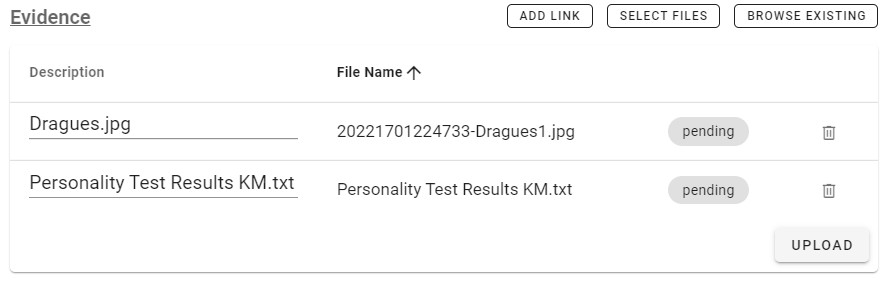 Evidence ADD LINK SELECT FILES BROWSE EXISTING
Description File Name
Dragues.jpg 20221701224733-Dragues1.jpg pending
Personality Test Results KM.txt Personality Test Results KM.txt pending
UPLOAD